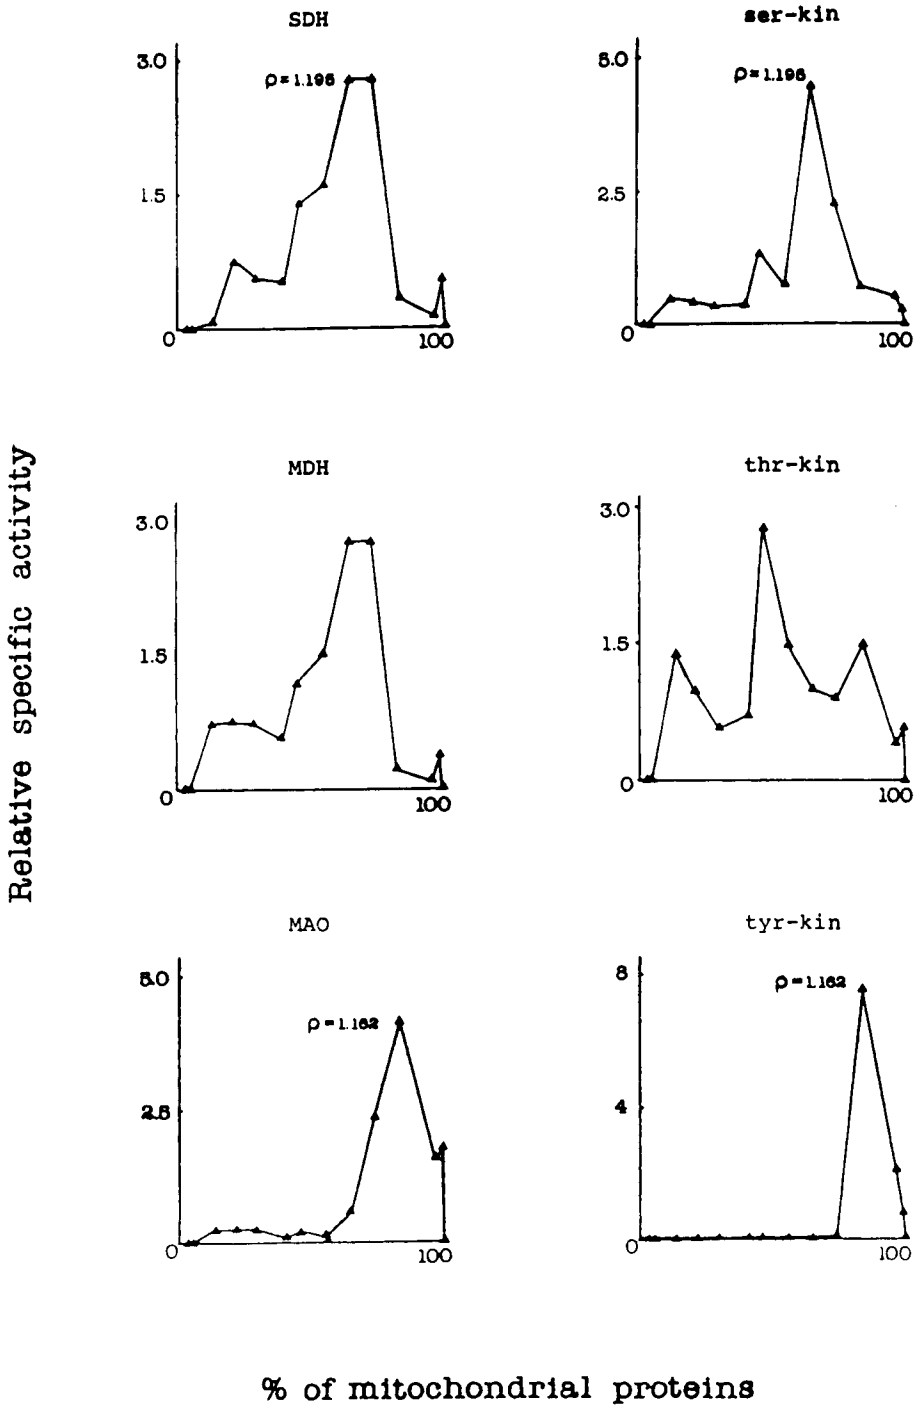 SDH
3.0
ρ=1.195
1.5
0
100
ser-kin
5.0
ρ=1.195
2.5
0
100
Relative specific activity
MDH
3.0
1.5
0
100
thr-kin
3.0
1.5
0
100
MAO
5.0
ρ=1.162
2.5
0
100
tyr-kin
8
ρ=1.162
4
0
100
% of mitochondrial proteins